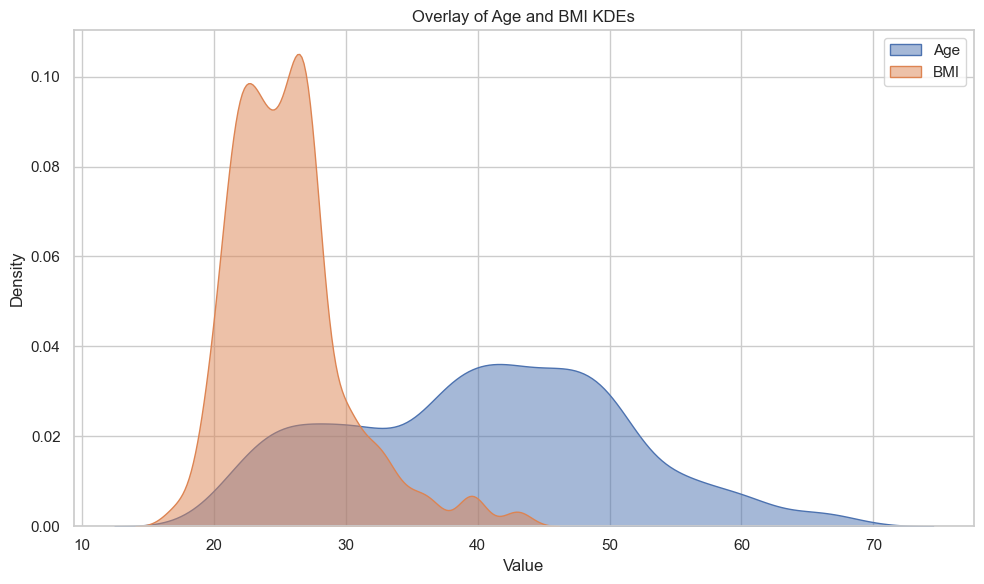 Overlay of Age and BMI KDEs
Age
BMI
0.10
0.08
0.06
0.04
0.02
0.00
Density
10 20 30 40 50 60 70
Value